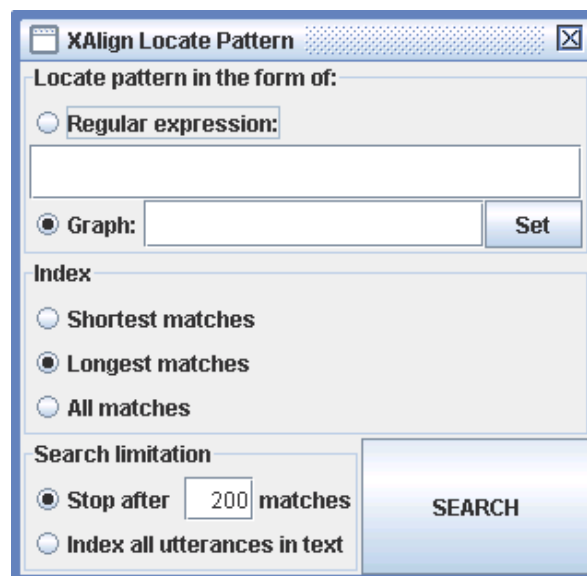 XAlign Locate Pattern
Locate pattern in the form of:
Regular expression:
Graph:
Set
Index
Shortest matches
Longest matches
All matches
Search limitation
Stop after 200 matches
SEARCH
Index all utterances in text